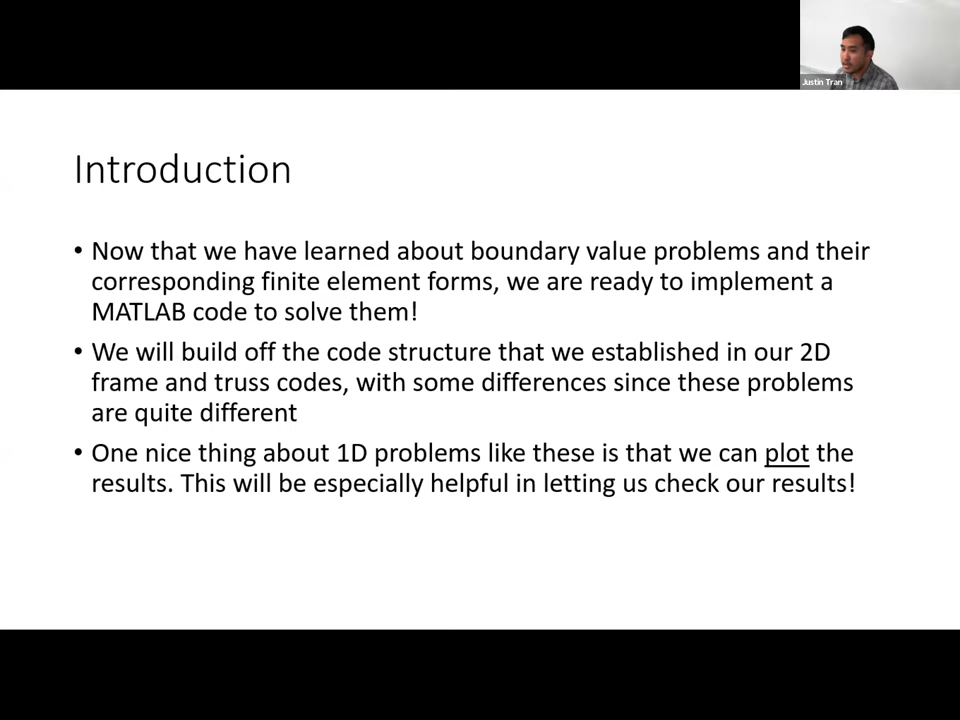 Justin Tran
Introduction
• Now that we have learned about boundary value problems and their
corresponding finite element forms, we are ready to implement a
MATLAB code to solve them!
• We will build off the code structure that we established in our 2D
frame and truss codes, with some differences since these problems
are quite different
• One nice thing about 1D problems like these is that we can plot the
results. This will be especially helpful in letting us check our results!